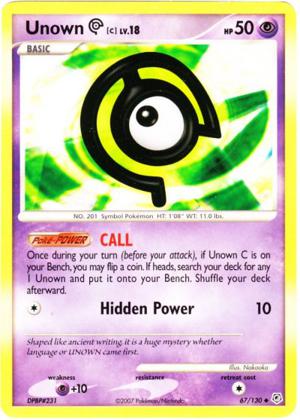 Unown C [C] LV.18 HP 50
BASIC
NO. 201 Symbol Pokémon HT: 1'08" WT: 11.0 lbs.
POKé-POWER CALL
Once during your turn (before your attack), if Unown C is on
your Bench, you may flip a coin. If heads, search your deck for any
1 Unown and put it onto your Bench. Shuffle your deck
afterward.
Hidden Power 10
Illus. Nakaoka
Shaped like ancient writing, it is a huge mystery whether language
or UNOWN came first.
weakness resistance retreat cost
+10
DPBP#231 ©2007 Pokémon/Nintendo 67/130